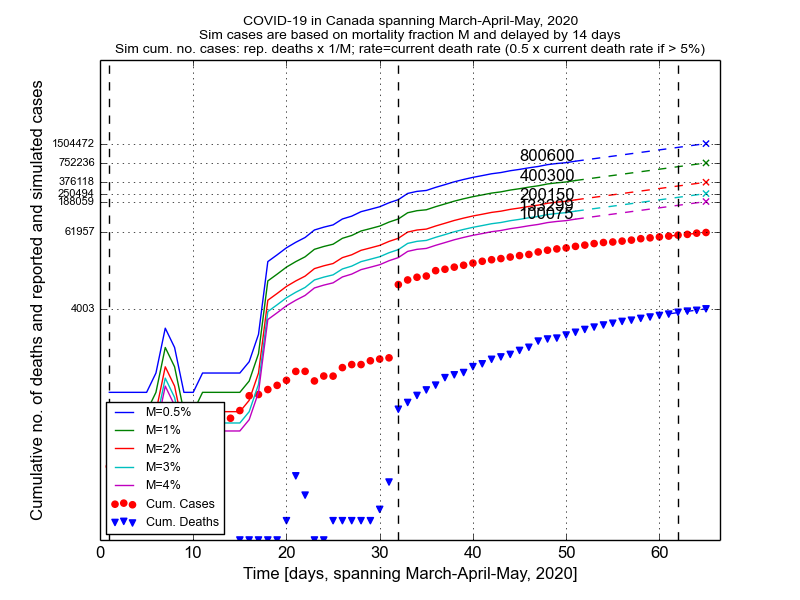 COVID-19 in Canada spanning March-April-May, 2020
Sim cases are based on mortality fraction M and delayed by 14 days
Sim cum. no. cases: rep. deaths x 1/M; rate=current death rate (0.5 x current death rate if > 5%)
Cumulative no. of deaths and reported and simulated cases
1504472
752236
376118
250494
188059
61957
4003
800600
400300
200150
133299
100075
M=0.5%
M=1%
M=2%
M=3%
M=4%
Cum. Cases
Cum. Deaths
0 10 20 30 40 50 60
Time [days, spanning March-April-May, 2020]